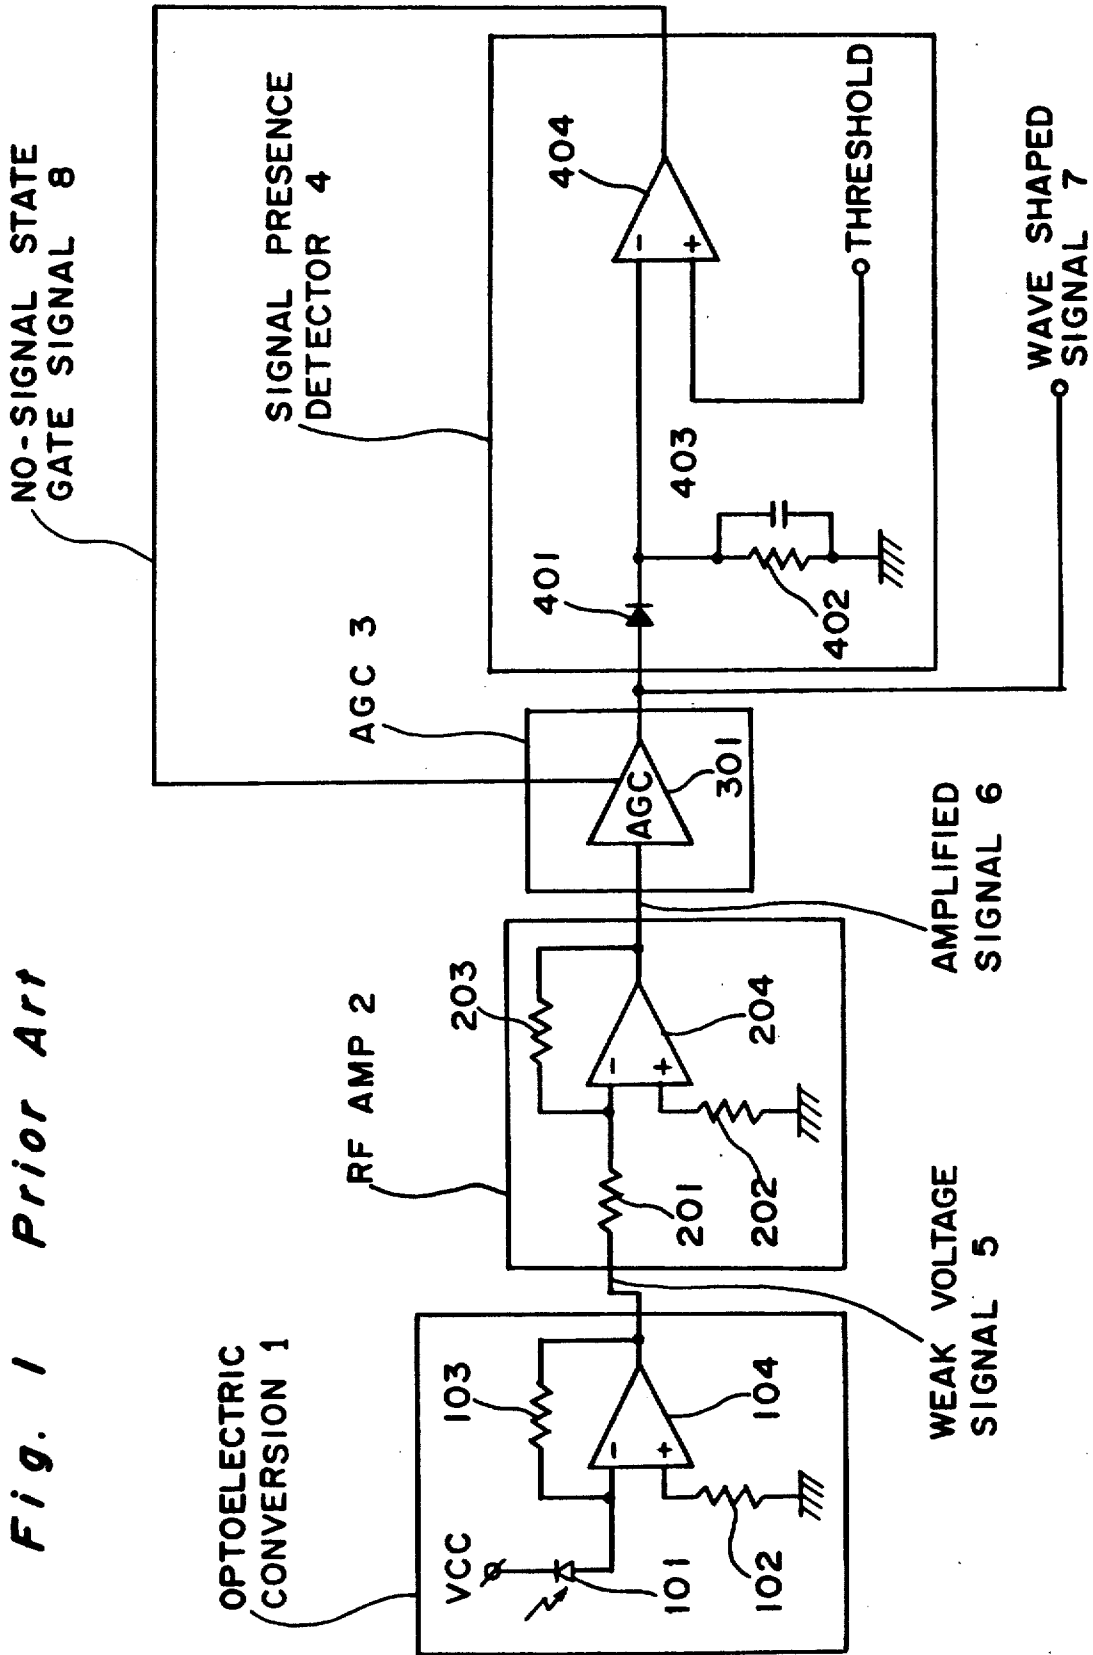 Fig. 1 Prior Art
OPTOELECTRIC
CONVERSION 1
VCC
101
102
103
104
-
+
WEAK VOLTAGE
SIGNAL 5
RF AMP 2
201
202
203
204
-
+
AMPLIFIED
SIGNAL 6
AGC 3
AGC
301
NO-SIGNAL STATE
GATE SIGNAL 8
SIGNAL PRESENCE
DETECTOR 4
401
402
403
404
-
+
THRESHOLD
WAVE SHAPED
SIGNAL 7